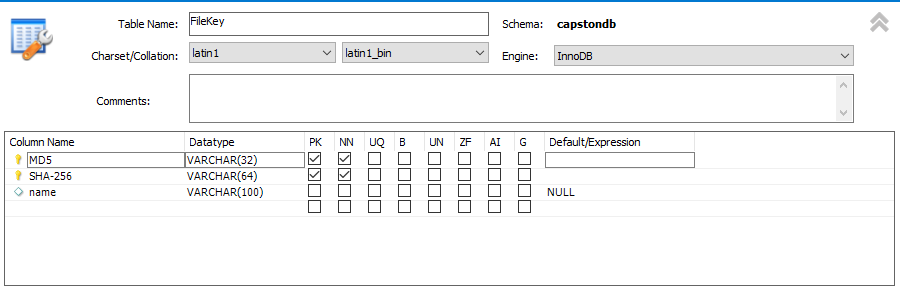 Table Name: FileKey Schema: capstondb
Charset/Collation: latin1 latin1_bin Engine: InnoDB
Comments:
Column Name Datatype PK NN UQ B UN ZF AI G Default/Expression
MD5 VARCHAR(32)
SHA-256 VARCHAR(64)
name VARCHAR(100) NULL